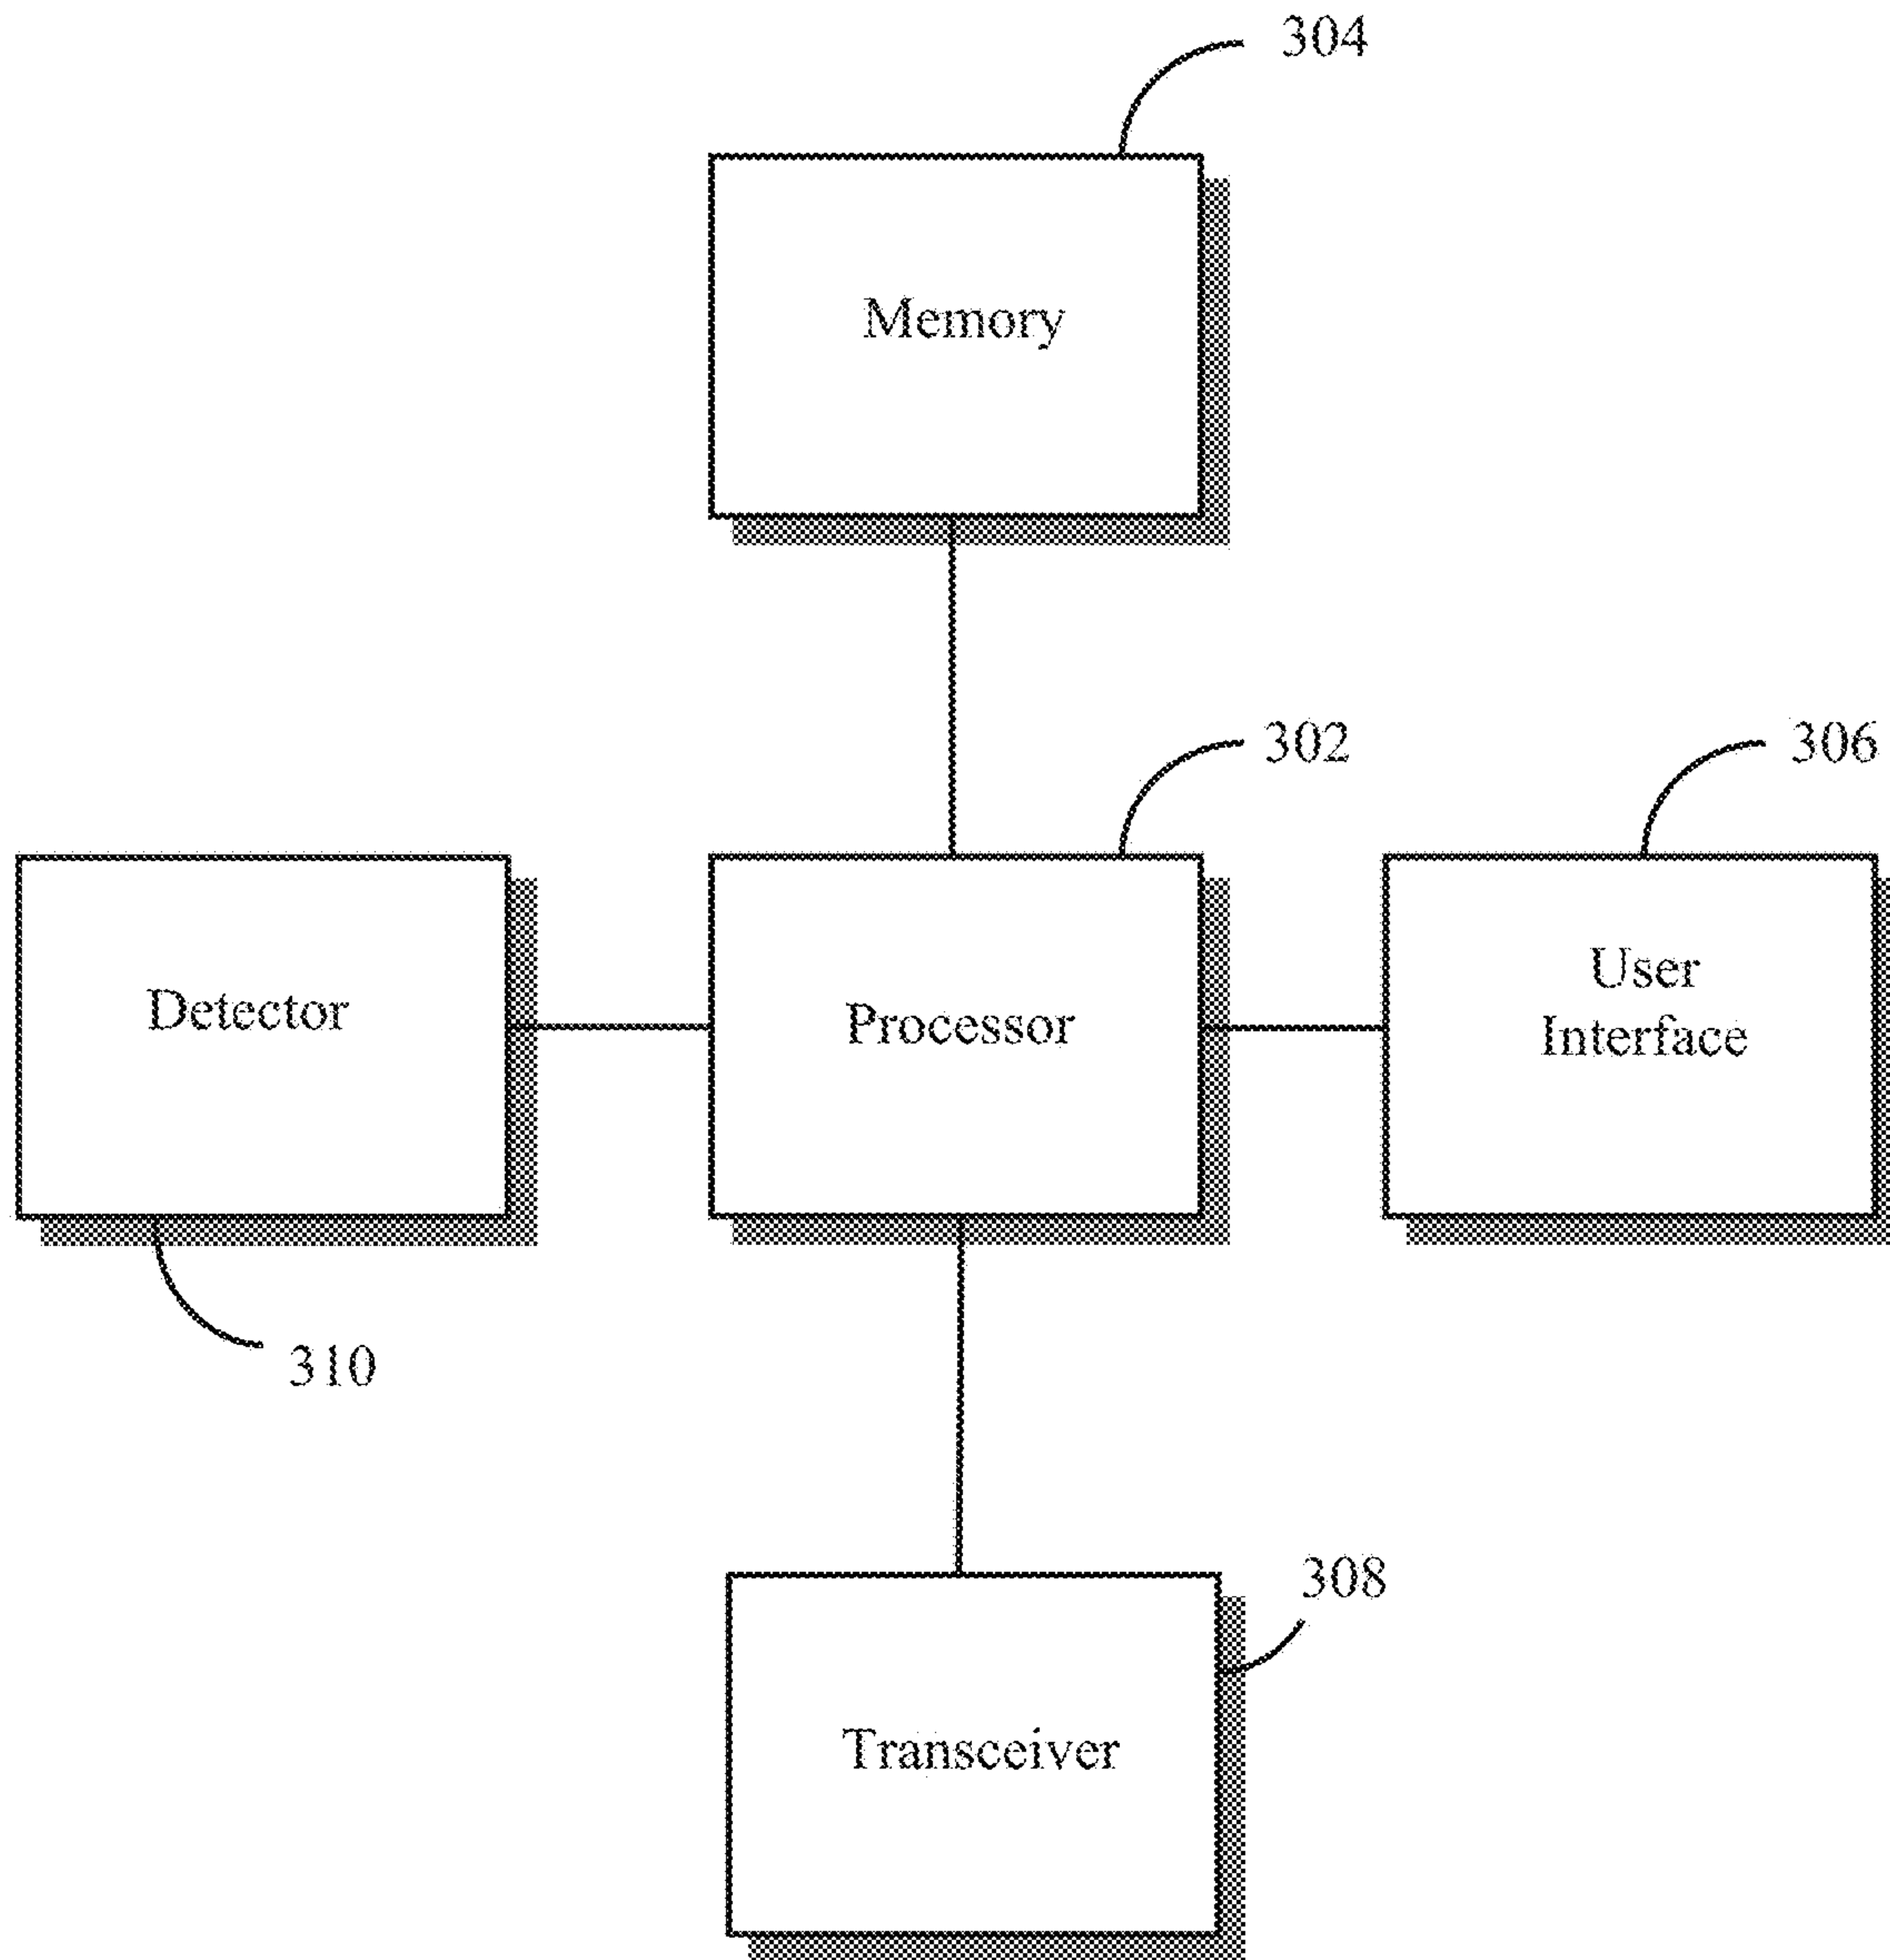 304
Memory
302
306
Detector
Processor
User
Interface
310
308
Transceiver